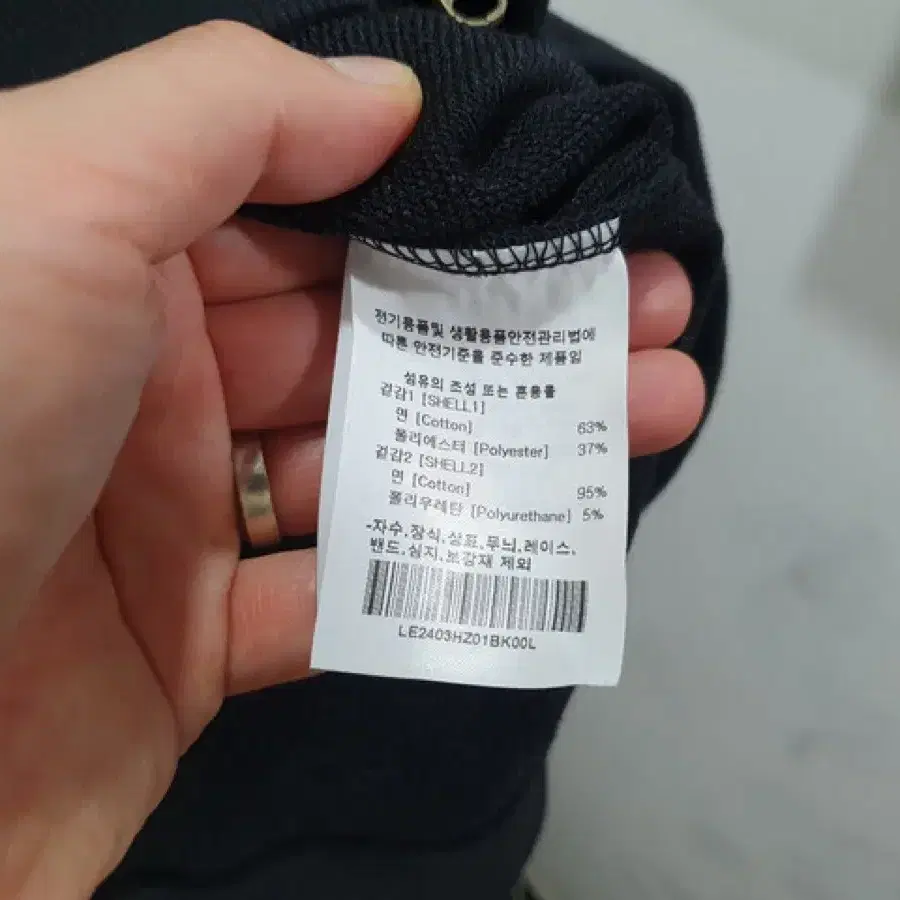 전기용품및 생활용품안전관리법에
따른 안전기준을 준수한 제품임
섬유의 조성 또는 혼용률
겉감1 [SHELL1]
면 [Cotton] 63%
폴리에스터 [Polyester] 37%
겉감2 [SHELL2]
면 [Cotton] 95%
폴리우레탄 [Polyurethane] 5%
-자수,장식,상표,무늬,레이스,
밴드,심지,보강재 제외
LE2403HZ01BK00L